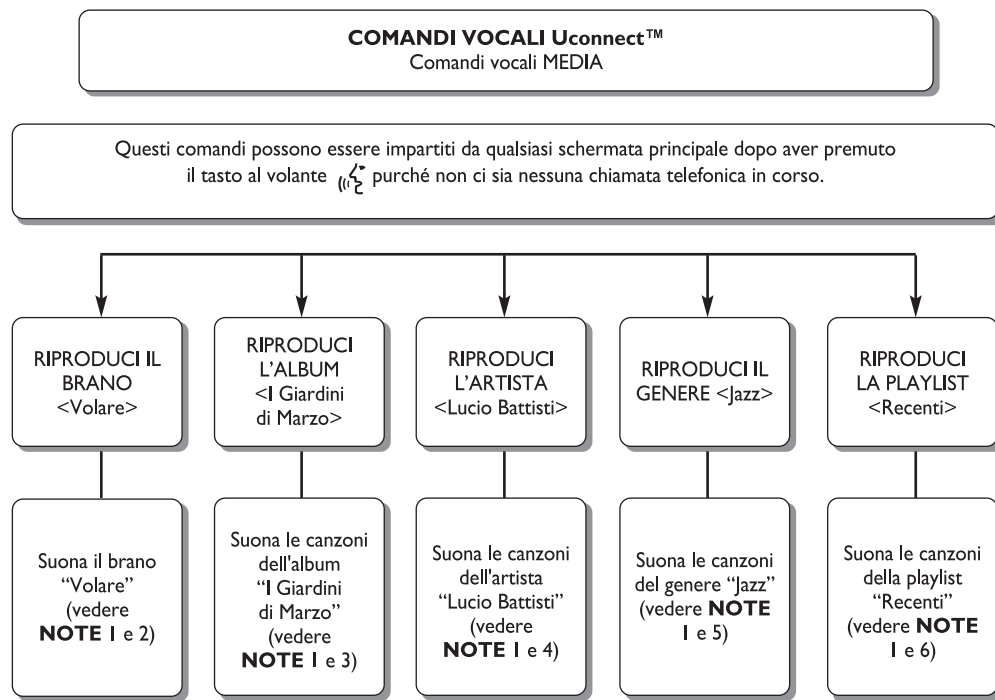 COMANDI VOCALI Uconnect™
Comandi vocali MEDIA
Questi comandi possono essere impartiti da qualsiasi schermata principale dopo aver premuto
il tasto al volante purché non ci sia nessuna chiamata telefonica in corso.
RIPRODUCI IL
BRANO
<Volare>
RIPRODUCI
L’ALBUM
<I Giardini
di Marzo>
RIPRODUCI
L’ARTISTA
<Lucio Battisti>
RIPRODUCI IL
GENERE <Jazz>
RIPRODUCI
LA PLAYLIST
<Recenti>
Suona il brano
“Volare”
(vedere
NOTE 1 e 2)
Suona le canzoni
dell'album
“I Giardini
di Marzo”
(vedere
NOTE 1 e 3)
Suona le canzoni
dell'artista
“Lucio Battisti”
(vedere
NOTE 1 e 4)
Suona le canzoni
del genere “Jazz”
(vedere NOTE
1 e 5)
Suona le canzoni
della playlist
“Recenti”
(vedere NOTE
1 e 6)